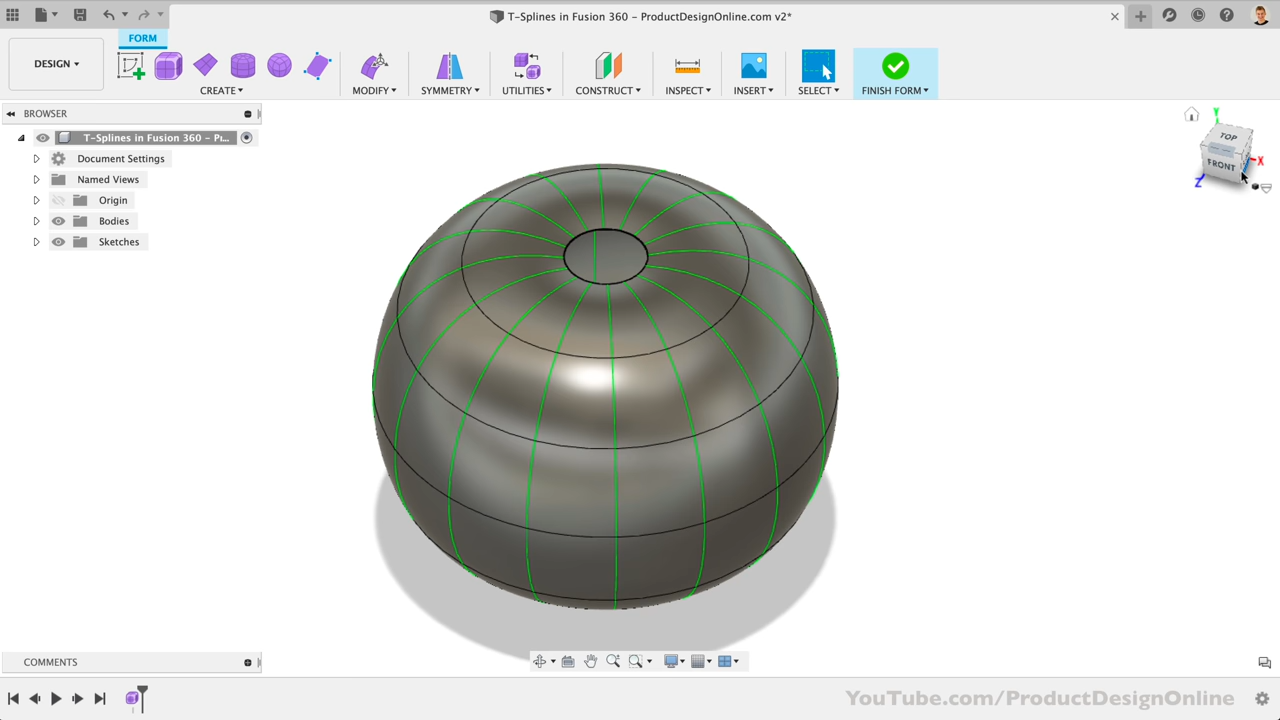 T-Splines in Fusion 360 - ProductDesignOnline.com v2*
FORM
DESIGN
CREATE
MODIFY
SYMMETRY
UTILITIES
CONSTRUCT
INSPECT
INSERT
SELECT
FINISH FORM
BROWSER
T-Splines in Fusion 360 - Pr...
Document Settings
Named Views
Origin
Bodies
Sketches
Y
TOP
FRONT
X
Z
COMMENTS
YouTube.com/ProductDesignOnline